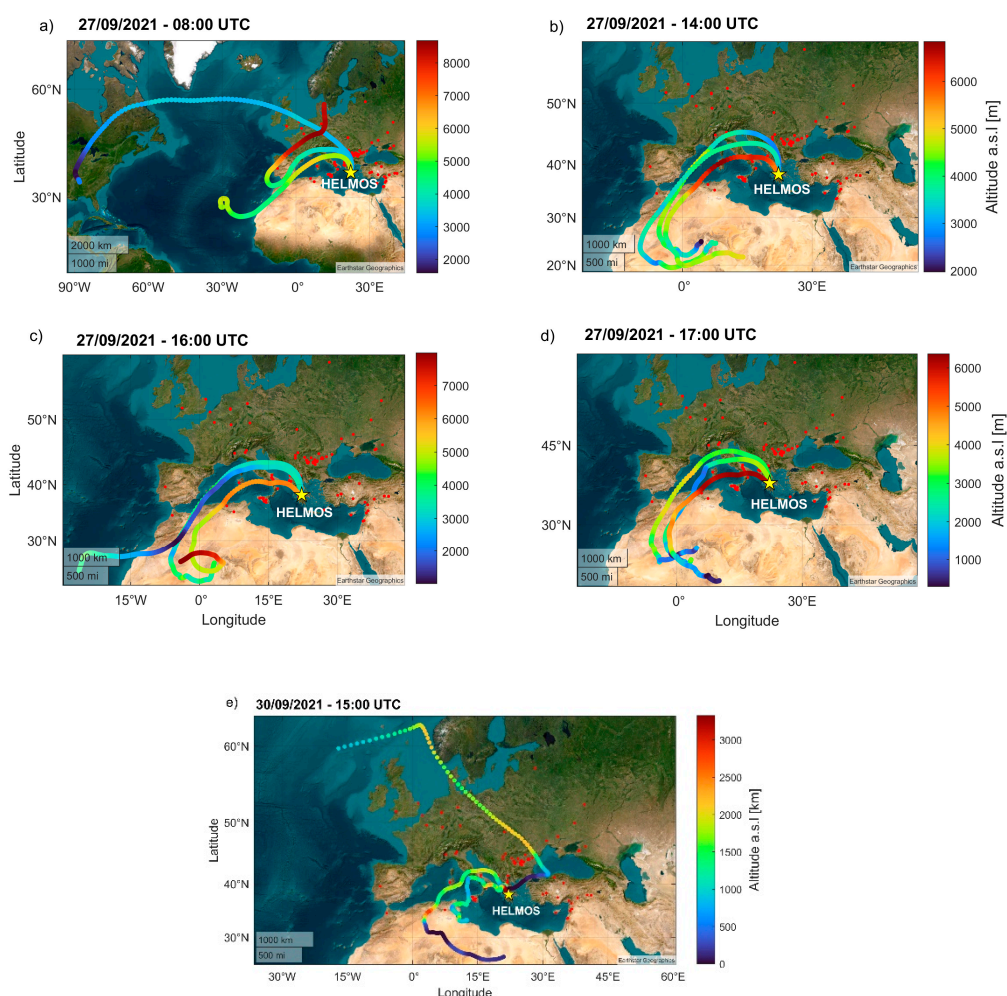 a)
27/09/2021 - 08:00 UTC
60°N
30°N
Latitude
HELMOS
2000 km
1000 mi
Earthstar Geographics
90°W
60°W
30°W
0°
30°E
8000
7000
6000
5000
4000
3000
2000
b)
27/09/2021 - 14:00 UTC
50°N
40°N
30°N
20°N
HELMOS
1000 km
500 mi
Earthstar Geographics
0°
30°E
6000
5000
4000
3000
2000
Altitude a.s.l [m]
c)
27/09/2021 - 16:00 UTC
50°N
40°N
30°N
Latitude
HELMOS
1000 km
500 mi
Earthstar Geographics
15°W
0°
15°E
30°E
Longitude
7000
6000
5000
4000
3000
2000
d)
27/09/2021 - 17:00 UTC
45°N
30°N
HELMOS
1000 km
500 mi
Earthstar Geographics
0°
30°E
Longitude
6000
5000
4000
3000
2000
1000
Altitude a.s.l [m]
e)
30/09/2021 - 15:00 UTC
60°N
50°N
40°N
30°N
Latitude
HELMOS
1000 km
500 mi
Earthstar Geographics
30°W
15°W
0°
15°E
30°E
45°E
60°E
Longitude
3000
2500
2000
1500
1000
500
0
Altitude a.s.l [km]